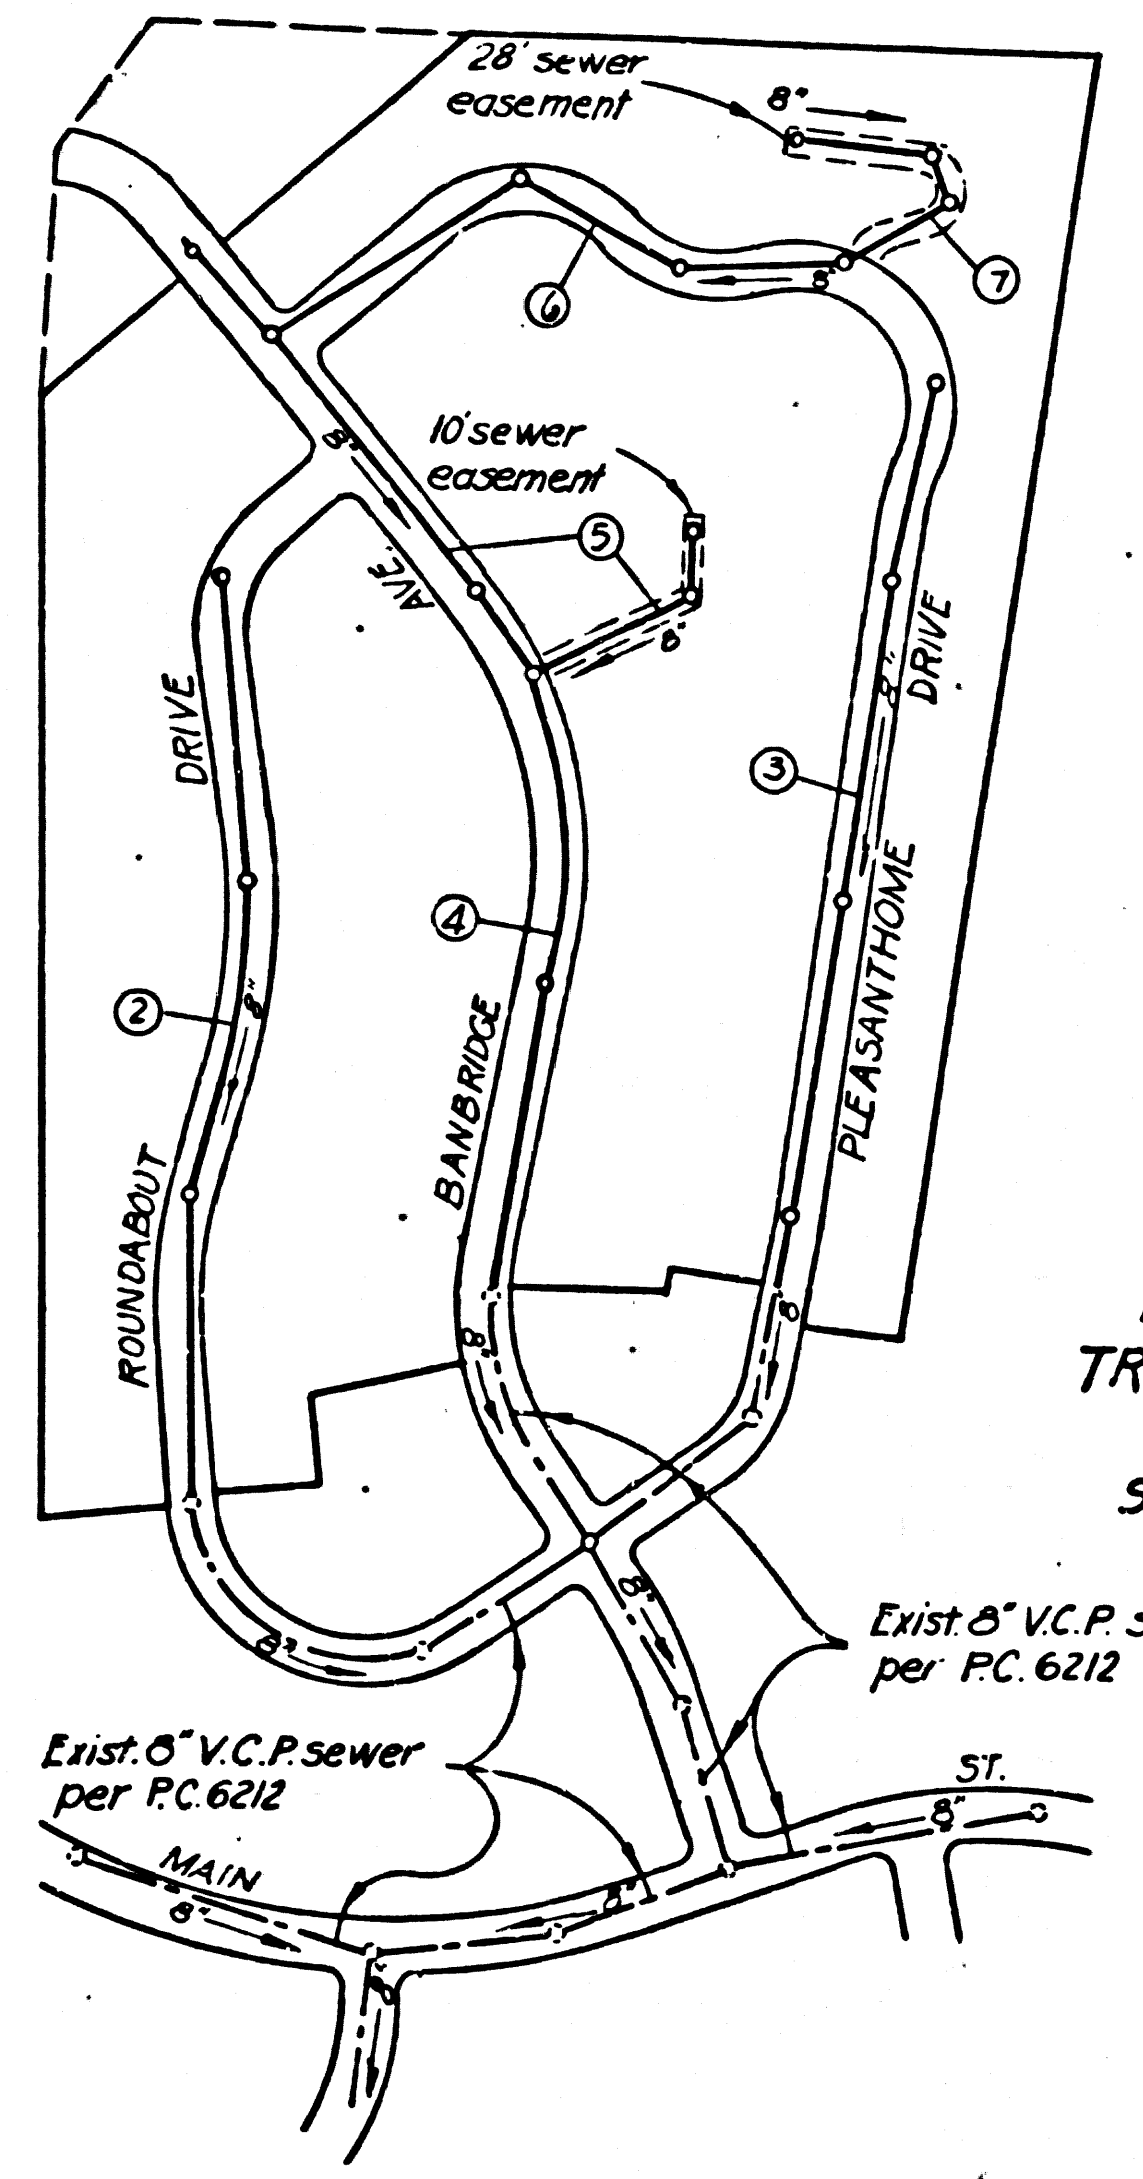 28' sewer
easement
8"
7
6
8"
8"
10' sewer
easement
5
AVE.
8"
DRIVE
8"
DRIVE
3
4
2
8"
PLEASANTHOME
BANBRIDGE
ROUNDABOUT
8"
8"
TR
S
8"
8"
Exist. 8" V.C.P. S
per P.C. 6212
Exist. 8" V.C.P. sewer
per P.C. 6212
ST.
8"
MAIN
8"
8"
8"